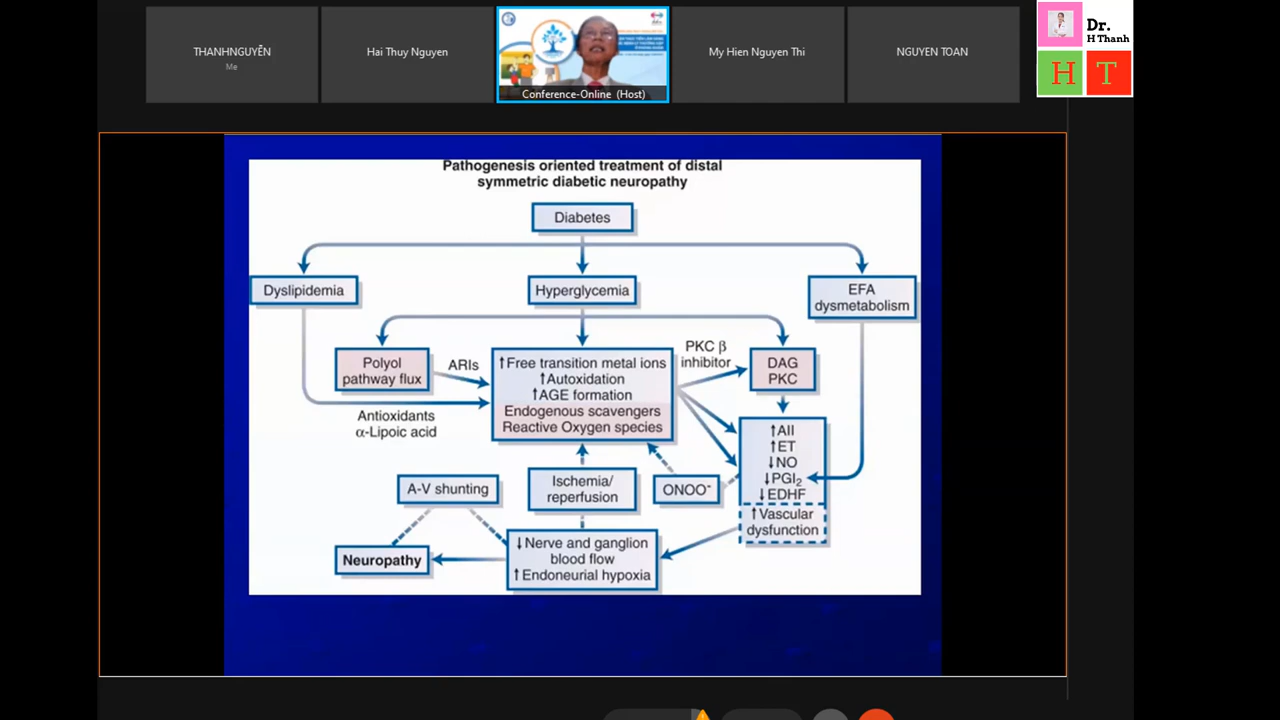 THANHNGUYỄN
Me
Hai Thuy Nguyen
Conference-Online (Host)
My Hien Nguyen Thi
NGUYEN TOAN
Dr.
H Thanh
H T
Pathogenesis oriented treatment of distal
symmetric diabetic neuropathy
Diabetes
Dyslipidemia
Hyperglycemia
EFA
dysmetabolism
Polyol
pathway flux
ARIs
↑Free transition metal ions
↑Autoxidation
↑AGE formation
Endogenous scavengers
Reactive Oxygen species
PKC β
inhibitor
DAG
PKC
Antioxidants
α-Lipoic acid
↑AII
↑ET
↓NO
↓PGI₂
↓EDHF
↑Vascular
dysfunction
A-V shunting
Ischemia/
reperfusion
ONOO⁻
Neuropathy
↓Nerve and ganglion
blood flow
↑Endoneurial hypoxia